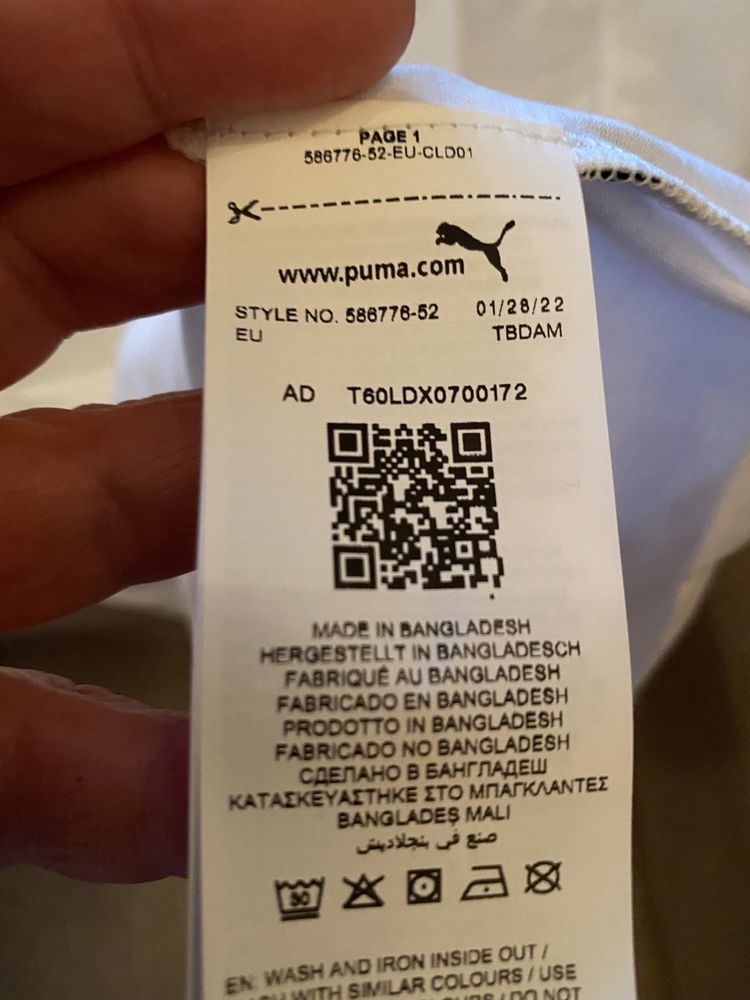 PAGE 1
586776-52-EU-CLD01
www.puma.com
STYLE NO. 586776-52 01/28/22
EU TBDAM
AD T60LDX0700172
MADE IN BANGLADESH
HERGESTELLT IN BANGLADESCH
FABRIQUÉ AU BANGLADESH
FABRICADO EN BANGLADESH
PRODOTTO IN BANGLADESH
FABRICADO NO BANGLADESH
СДЕЛАНО В БАНГЛАДЕШ
ΚΑΤΑΣΚΕΥΑΣΤΗΚΕ ΣΤΟ ΜΠΑΓΚΛΑΝΤΕΣ
BANGLADEŞ MALI
صنع في بنجلاديش
30
EN: WASH AND IRON INSIDE OUT /
WITH SIMILAR COLOURS / USE
/ DO NOT